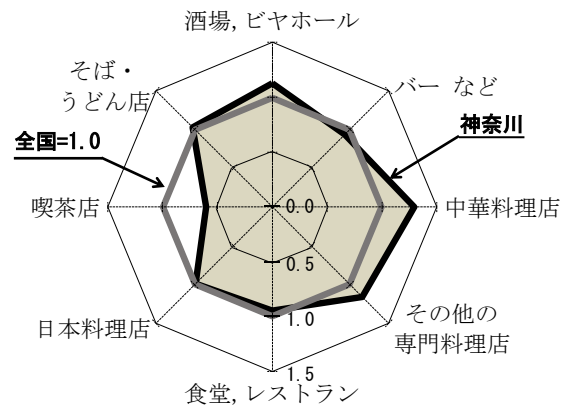 酒場,ビヤホール
そば・
うどん店
バー など
全国=1.0
神奈川
喫茶店
0.0
中華料理店
0.5
日本料理店
1.0
その他の
専門料理店
1.5
食堂,レストラン